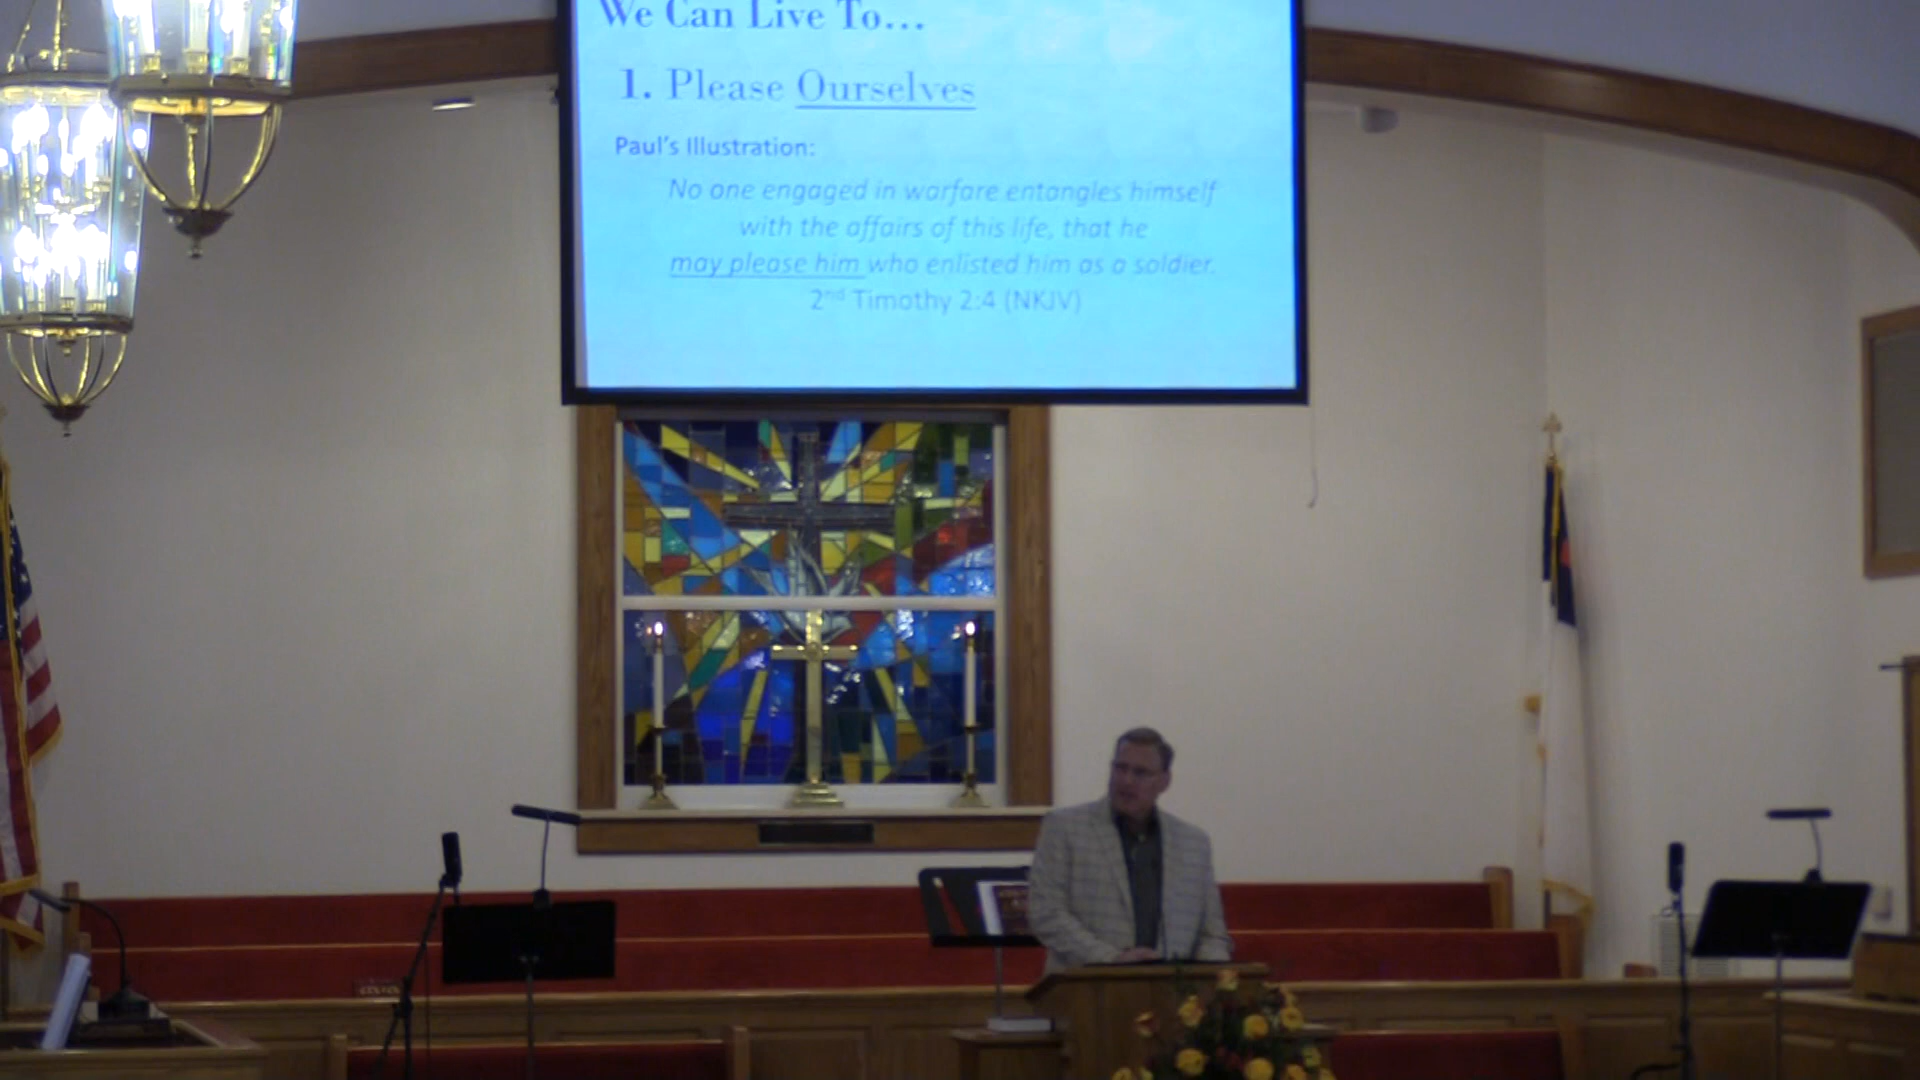 We Can Live To...
1. Please Ourselves
Paul's Illustration:
No one engaged in warfare entangles himself
with the affairs of this life, that he
may please him who enlisted him as a soldier.
2nd Timothy 2:4 (NKJV)